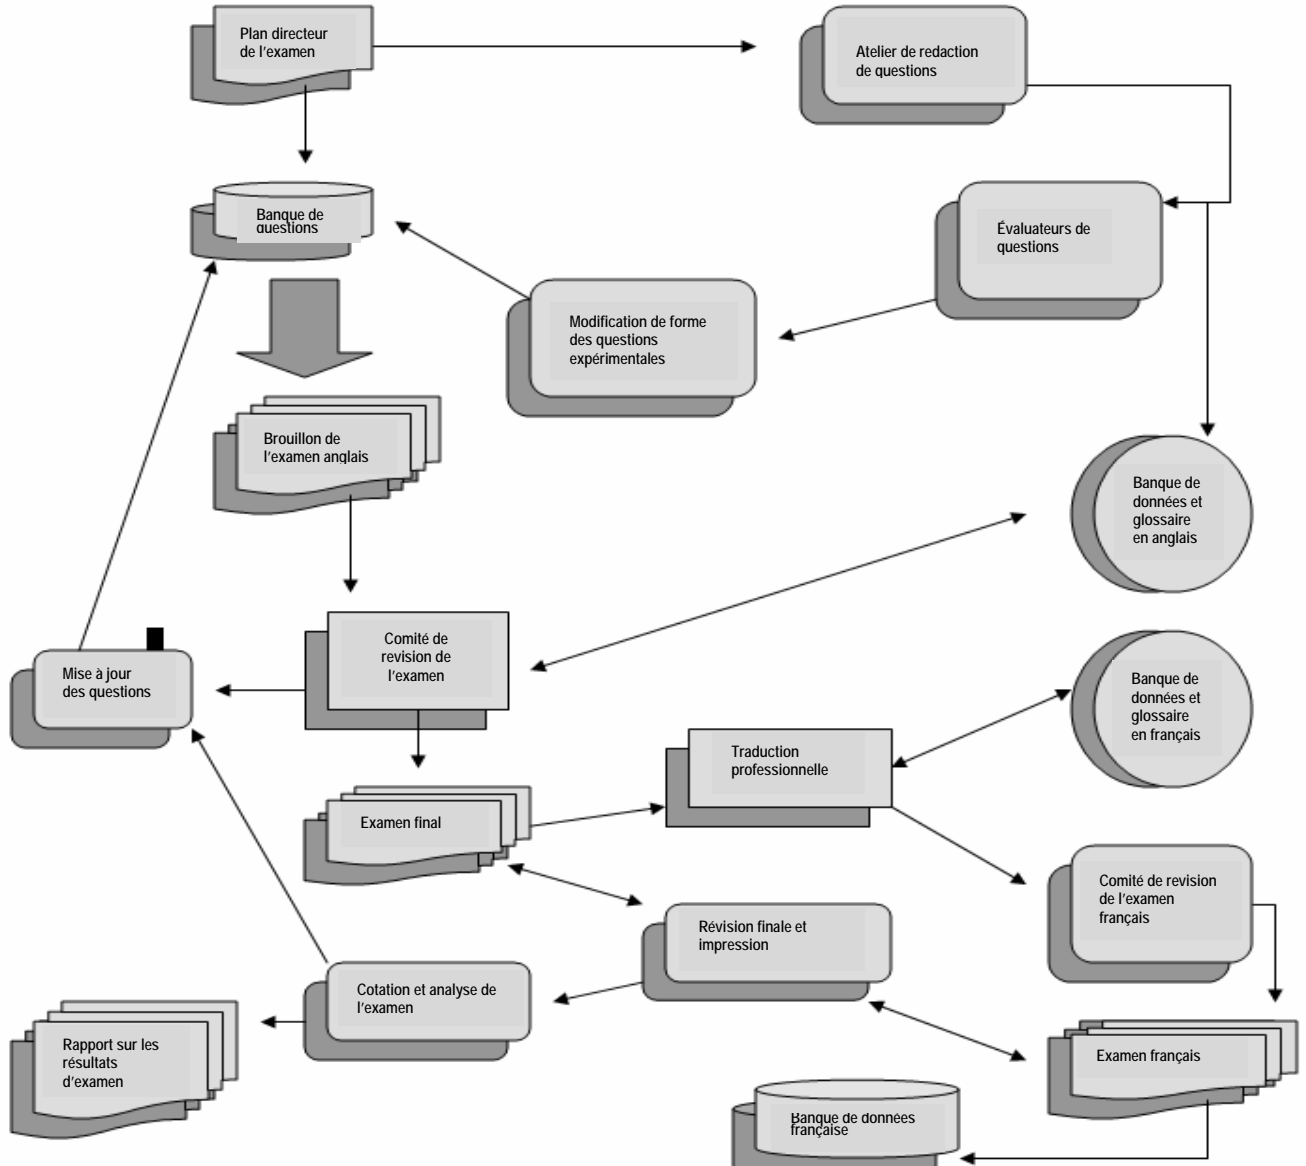 Plan directeur
de l'examen
Atelier de redaction
de questions
Banque de
questions
Évaluateurs de
questions
Modification de forme
des questions
expérimentales
Brouillon de
l'examen anglais
Banque de
données et
glossaire
en anglais
Comité de
revision de
l'examen
Mise à jour
des questions
Banque de
données et
glossaire
en français
Traduction
professionnelle
Examen final
Comité de revision
de l'examen
français
Révision finale et
impression
Cotation et analyse de
l'examen
Rapport sur les
résultats
d'examen
Examen français
Banque de données
française